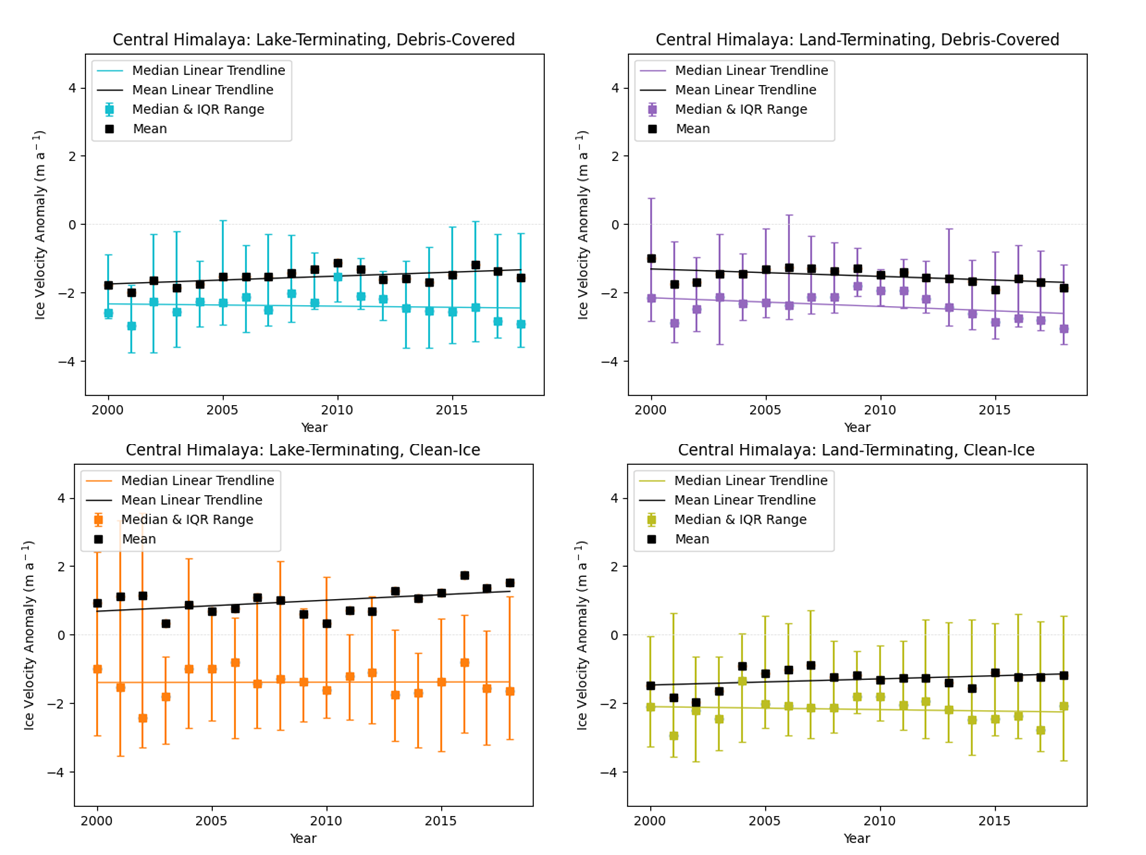 Central Himalaya: Lake-Terminating, Debris-Covered
Median Linear Trendline
Mean Linear Trendline
Median & IQR Range
Mean
4
2
0
−2
−4
Ice Velocity Anomaly (m a⁻¹)
2000 2005 2010 2015
Year
Central Himalaya: Land-Terminating, Debris-Covered
Median Linear Trendline
Mean Linear Trendline
Median & IQR Range
Mean
4
2
0
−2
−4
Ice Velocity Anomaly (m a⁻¹)
2000 2005 2010 2015
Year
Central Himalaya: Lake-Terminating, Clean-Ice
Median Linear Trendline
Mean Linear Trendline
Median & IQR Range
Mean
4
2
0
−2
−4
Ice Velocity Anomaly (m a⁻¹)
2000 2005 2010 2015
Year
Central Himalaya: Land-Terminating, Clean-Ice
Median Linear Trendline
Mean Linear Trendline
Median & IQR Range
Mean
4
2
0
−2
−4
Ice Velocity Anomaly (m a⁻¹)
2000 2005 2010 2015
Year